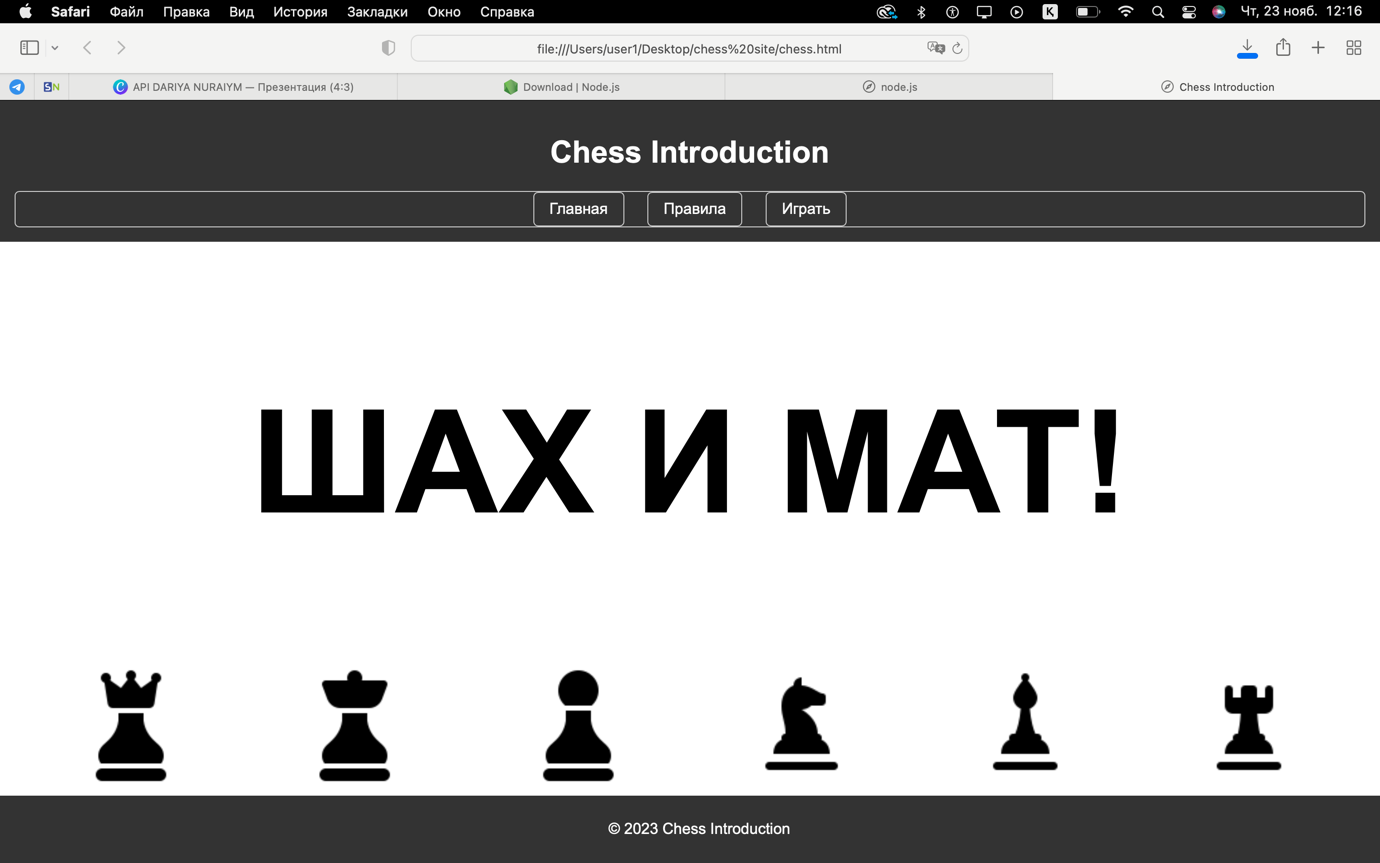 Safari Файл Правка Вид История Закладки Окно Справка K Чт, 23 нояб. 12:16
file:///Users/user1/Desktop/chess%20site/chess.html
SN C API DARIYA NURAIYM — Презентация (4:3) Download | Node.js node.js Chess Introduction
Chess Introduction
Главная Правила Играть
ШАХ И МАТ!
© 2023 Chess Introduction